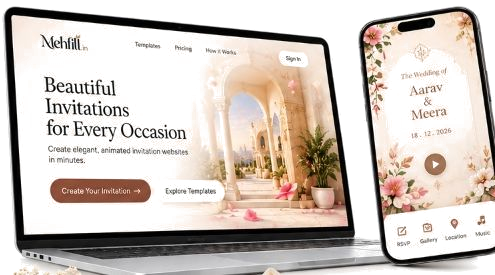 Mehfill.in
Templates
Pricing
How it Works
Sign In
Beautiful
Invitations
for Every Occasion
Create elegant, animated invitation websites
in minutes.
Create Your Invitation →
Explore Templates
The Wedding of
Aarav
&
Meera
18 . 12 . 2026
RSVP
Gallery
Location
Music